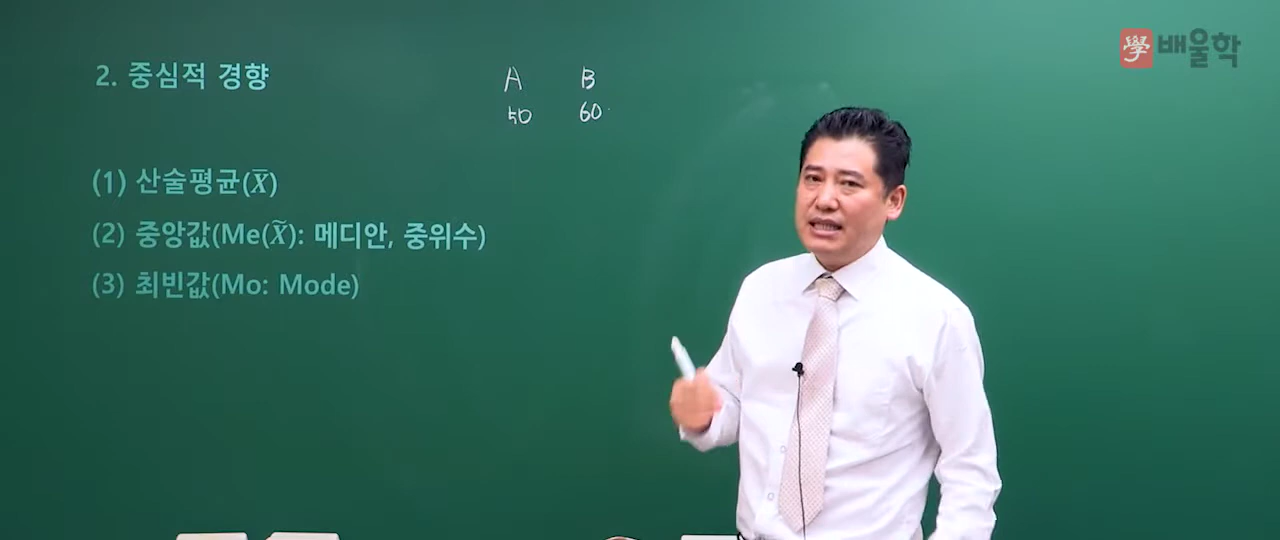 學 배울학
2. 중심적 경향
A B
50 60
(1) 산술평균(X̄)
(2) 중앙값(Me(X̃): 메디안, 중위수)
(3) 최빈값(Mo: Mode)